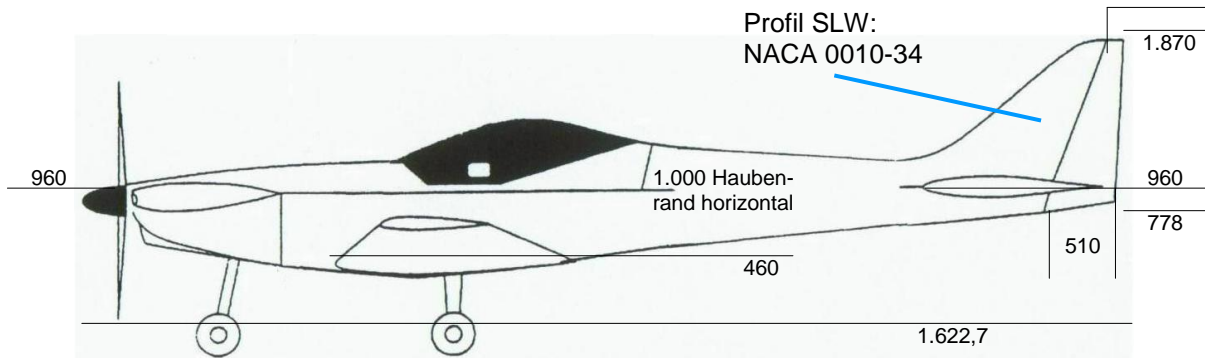 Profil SLW:
NACA 0010-34
1.870
960
1.000 Hauben-
rand horizontal
960
778
510
460
1.622,7